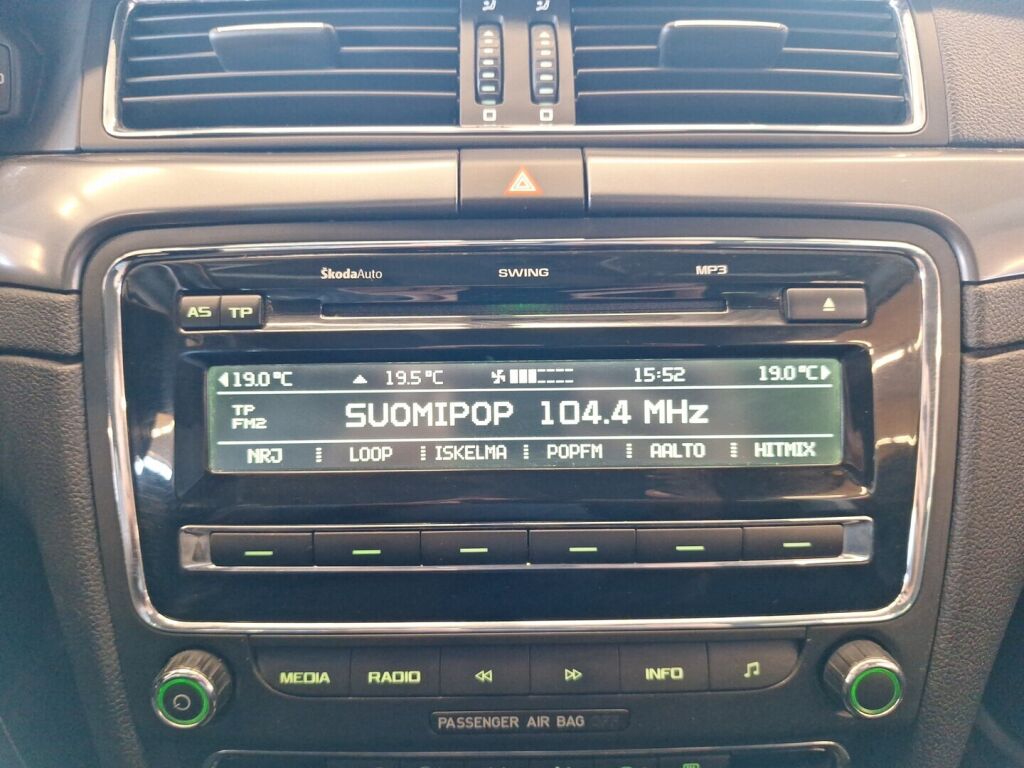 ŠkodaAuto SWING MP3
AS TP
19.0°C 19.5°C 15:52 19.0°C
TP
FM2
SUOMIPOP 104.4 MHz
NRJ LOOP ISKELMA POPFM AALTO HITMIX
MEDIA RADIO INFO
PASSENGER AIR BAG OFF